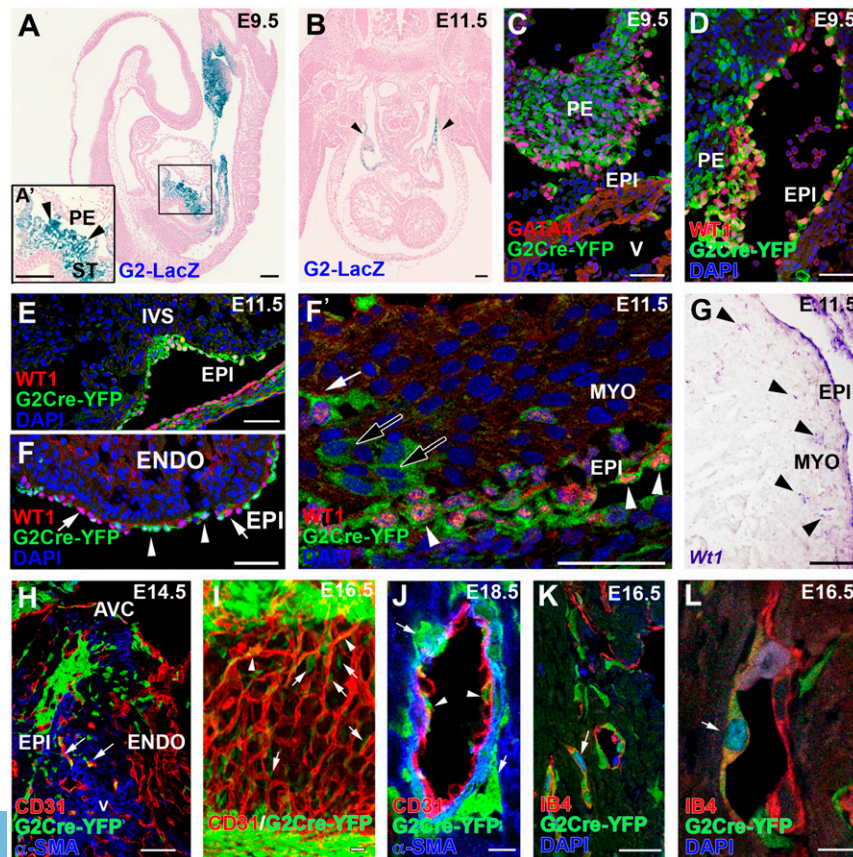 A E9.5
PE
A'
ST
G2-LacZ
B E11.5
G2-LacZ
C E9.5
PE
EPI
GATA4
G2Cre-YFP
DAPI
V
D E9.5
PE
EPI
WT1
G2Cre-YFP
DAPI
E E11.5
IVS
EPI
WT1
G2Cre-YFP
DAPI
F
ENDO
WT1
G2Cre-YFP
DAPI
EPI
F' E11.5
MYO
EPI
WT1
G2Cre-YFP
DAPI
G E.11.5
EPI
MYO
Wt1
H E14.5
AVC
EPI ENDO
CD31
G2Cre-YFP
α-SMA
V
I E16.5
CD31/G2Cre-YFP
J E18.5
CD31
G2Cre-YFP
α-SMA
K E16.5
IB4
G2Cre-YFP
DAPI
L E16.5
IB4
G2Cre-YFP
DAPI